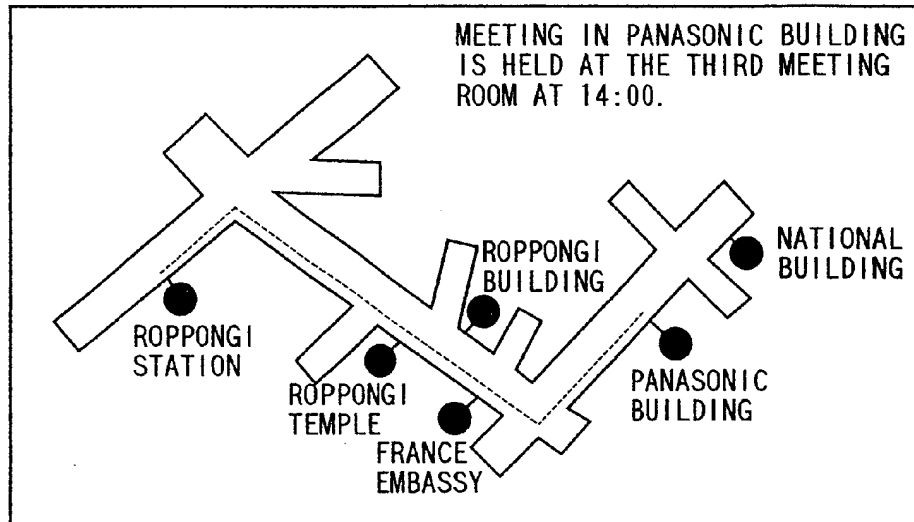 MEETING IN PANASONIC BUILDING
IS HELD AT THE THIRD MEETING
ROOM AT 14:00.
ROPPONGI
BUILDING
NATIONAL
BUILDING
ROPPONGI
STATION
ROPPONGI
TEMPLE
PANASONIC
BUILDING
FRANCE
EMBASSY